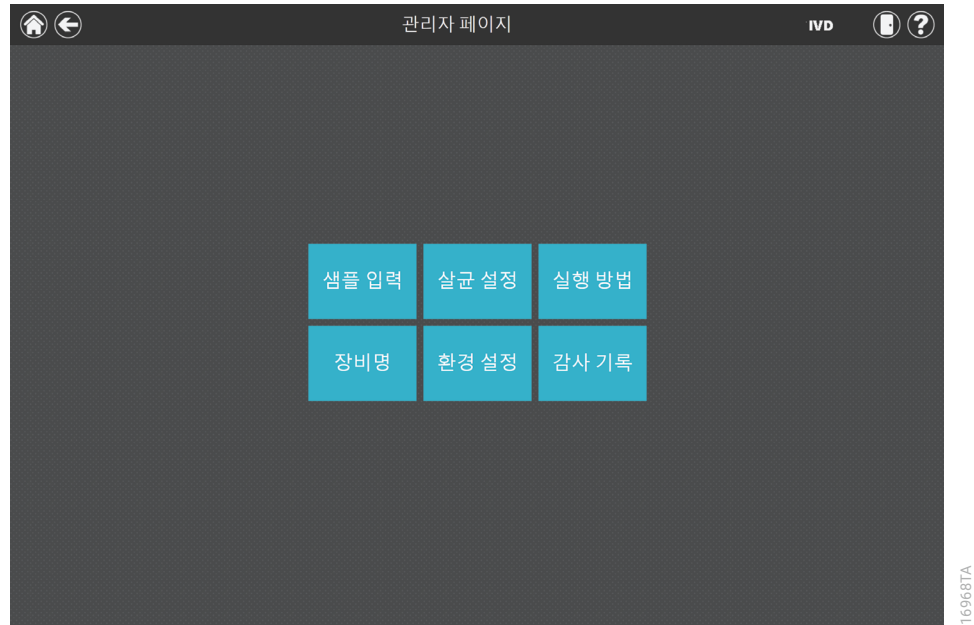 관리자 페이지
IVD
?
샘플 입력 살균 설정 실행 방법
장비명 환경 설정 감사 기록
16968TA